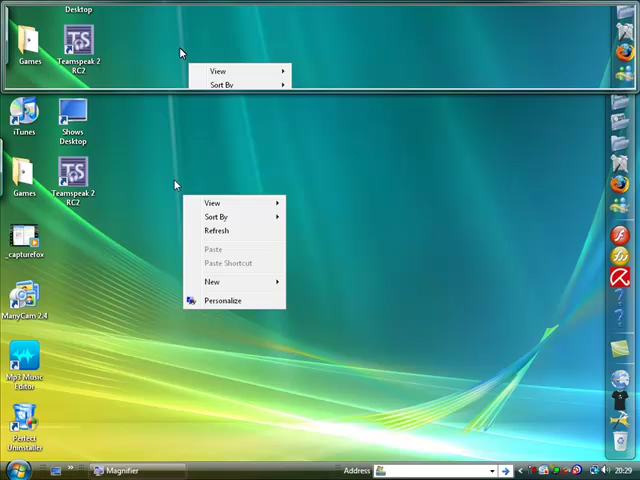 Desktop
Games
Teamspeak 2
RC2
View
Sort By
iTunes
Shows
Desktop
Games
Teamspeak 2
RC2
_capturefox
ManyCam 2.4
Mp3 Music
Editor
Perfect
Uninstaller
View
Sort By
Refresh
Paste
Paste Shortcut
New
Personalize
Magnifier
Address
20:29